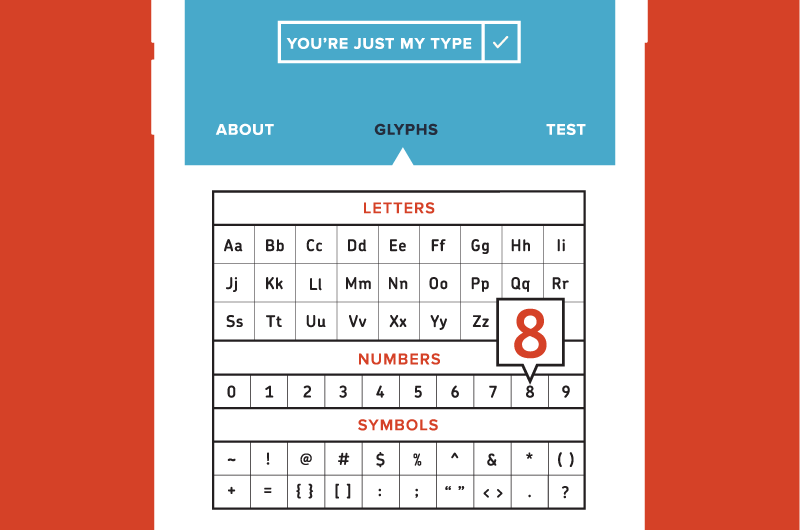 YOU'RE JUST MY TYPE ✓
ABOUT GLYPHS TEST
LETTERS
Aa Bb Cc Dd Ee Ff Gg Hh Ii
Jj Kk Ll Mm Nn Oo Pp Qq Rr
Ss Tt Uu Vv Xx Yy Zz
8
NUMBERS
0 1 2 3 4 5 6 7 8 9
SYMBOLS
~ ! @ # $ % ^ & * ( )
+ = { } [ ] : ; “ ” < > . ?